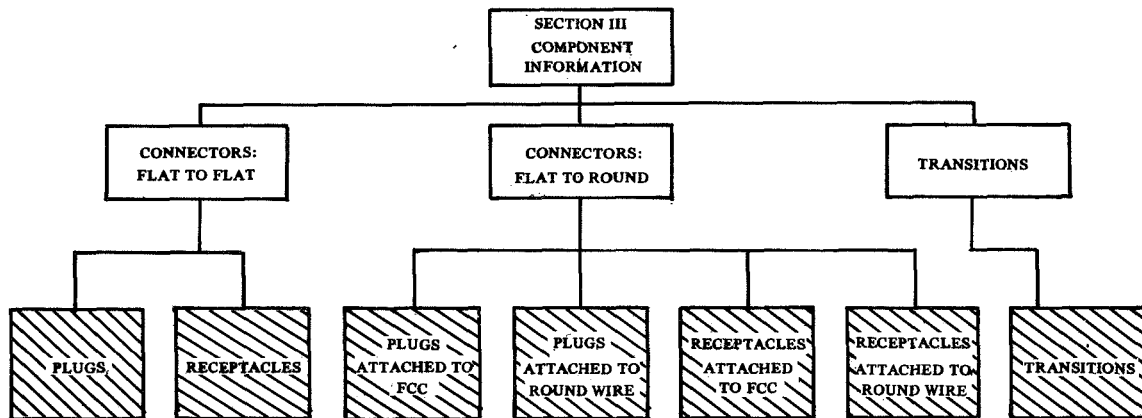 SECTION III
COMPONENT
INFORMATION
CONNECTORS:
FLAT TO FLAT
CONNECTORS:
FLAT TO ROUND
TRANSITIONS
PLUGS
RECEPTACLES
PLUGS
ATTACHED TO
FCC
PLUGS
ATTACHED TO
ROUND WIRE
RECEPTACLES
ATTACHED
TO FCC
RECEPTACLES
ATTACHED TO
ROUND WIRE
TRANSITIONS